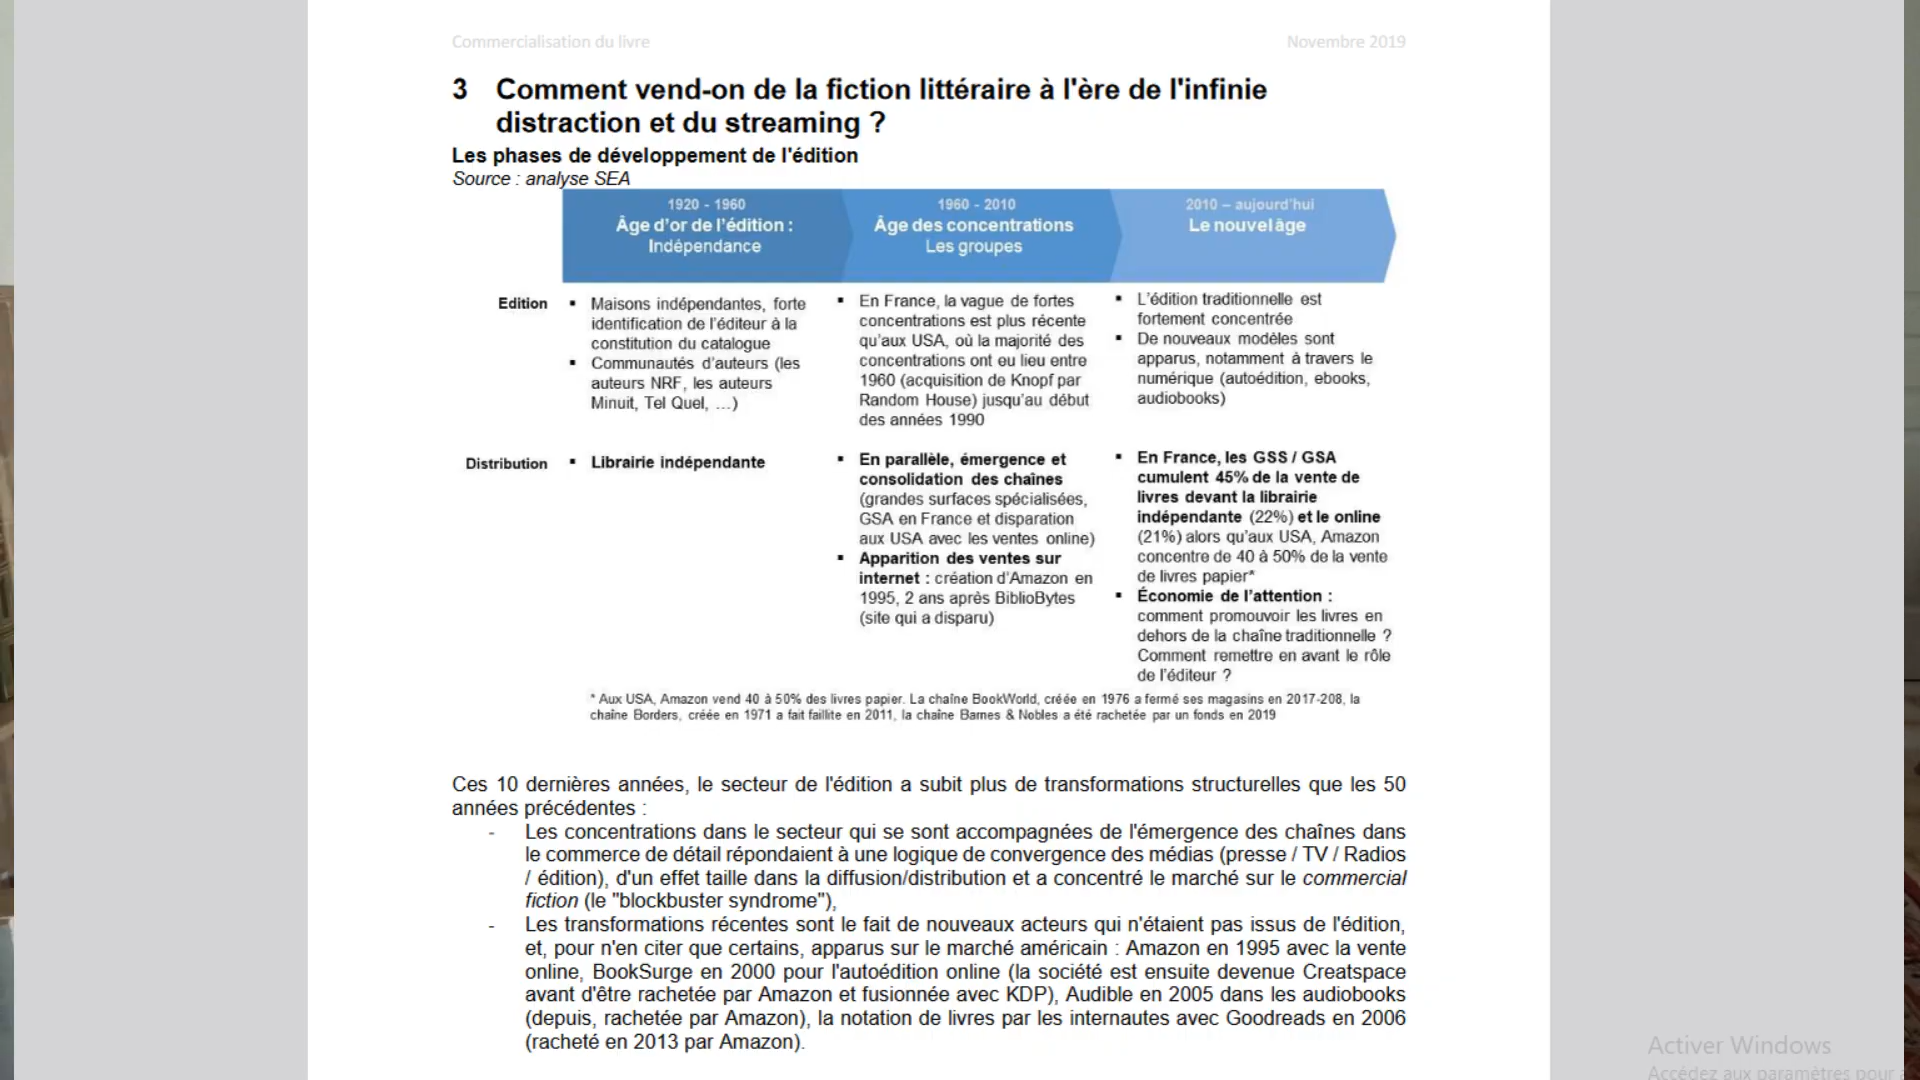 Commercialisation du livre
Novembre 2019
3 Comment vend-on de la fiction littéraire à l'ère de l'infinie
distraction et du streaming ?
Les phases de développement de l'édition
Source : analyse SEA
1920 - 1960
Âge d'or de l'édition :
Indépendance
1960 - 2010
Âge des concentrations
Les groupes
2010 – aujourd'hui
Le nouvel âge
Edition
▪ Maisons indépendantes, forte
identification de l'éditeur à la
constitution du catalogue
▪ Communautés d'auteurs (les
auteurs NRF, les auteurs
Minuit, Tel Quel, …)
▪ En France, la vague de fortes
concentrations est plus récente
qu'aux USA, où la majorité des
concentrations ont eu lieu entre
1960 (acquisition de Knopf par
Random House) jusqu'au début
des années 1990
▪ L'édition traditionnelle est
fortement concentrée
▪ De nouveaux modèles sont
apparus, notamment à travers le
numérique (autoédition, ebooks,
audiobooks)
Distribution
▪ Librairie indépendante
▪ En parallèle, émergence et
consolidation des chaînes
(grandes surfaces spécialisées,
GSA en France et disparation
aux USA avec les ventes online)
▪ Apparition des ventes sur
internet : création d'Amazon en
1995, 2 ans après BiblioBytes
(site qui a disparu)
▪ En France, les GSS / GSA
cumulent 45% de la vente de
livres devant la librairie
indépendante (22%) et le online
(21%) alors qu'aux USA, Amazon
concentre de 40 à 50% de la vente
de livres papier*
▪ Économie de l'attention :
comment promouvoir les livres en
dehors de la chaîne traditionnelle ?
Comment remettre en avant le rôle
de l'éditeur ?
* Aux USA, Amazon vend 40 à 50% des livres papier. La chaîne BookWorld, créée en 1976 a fermé ses magasins en 2017-208, la
chaîne Borders, créée en 1971 a fait faillite en 2011, la chaîne Barnes & Nobles a été rachetée par un fonds en 2019
Ces 10 dernières années, le secteur de l'édition a subit plus de transformations structurelles que les 50
années précédentes :
- Les concentrations dans le secteur qui se sont accompagnées de l'émergence des chaînes dans
le commerce de détail répondaient à une logique de convergence des médias (presse / TV / Radios
/ édition), d'un effet taille dans la diffusion/distribution et a concentré le marché sur le commercial
fiction (le "blockbuster syndrome"),
- Les transformations récentes sont le fait de nouveaux acteurs qui n'étaient pas issus de l'édition,
et, pour n'en citer que certains, apparus sur le marché américain : Amazon en 1995 avec la vente
online, BookSurge en 2000 pour l'autoédition online (la société est ensuite devenue Creatspace
avant d'être rachetée par Amazon et fusionnée avec KDP), Audible en 2005 dans les audiobooks
(depuis, rachetée par Amazon), la notation de livres par les internautes avec Goodreads en 2006
(racheté en 2013 par Amazon).
Activer Windows
Accédez aux paramètres pour